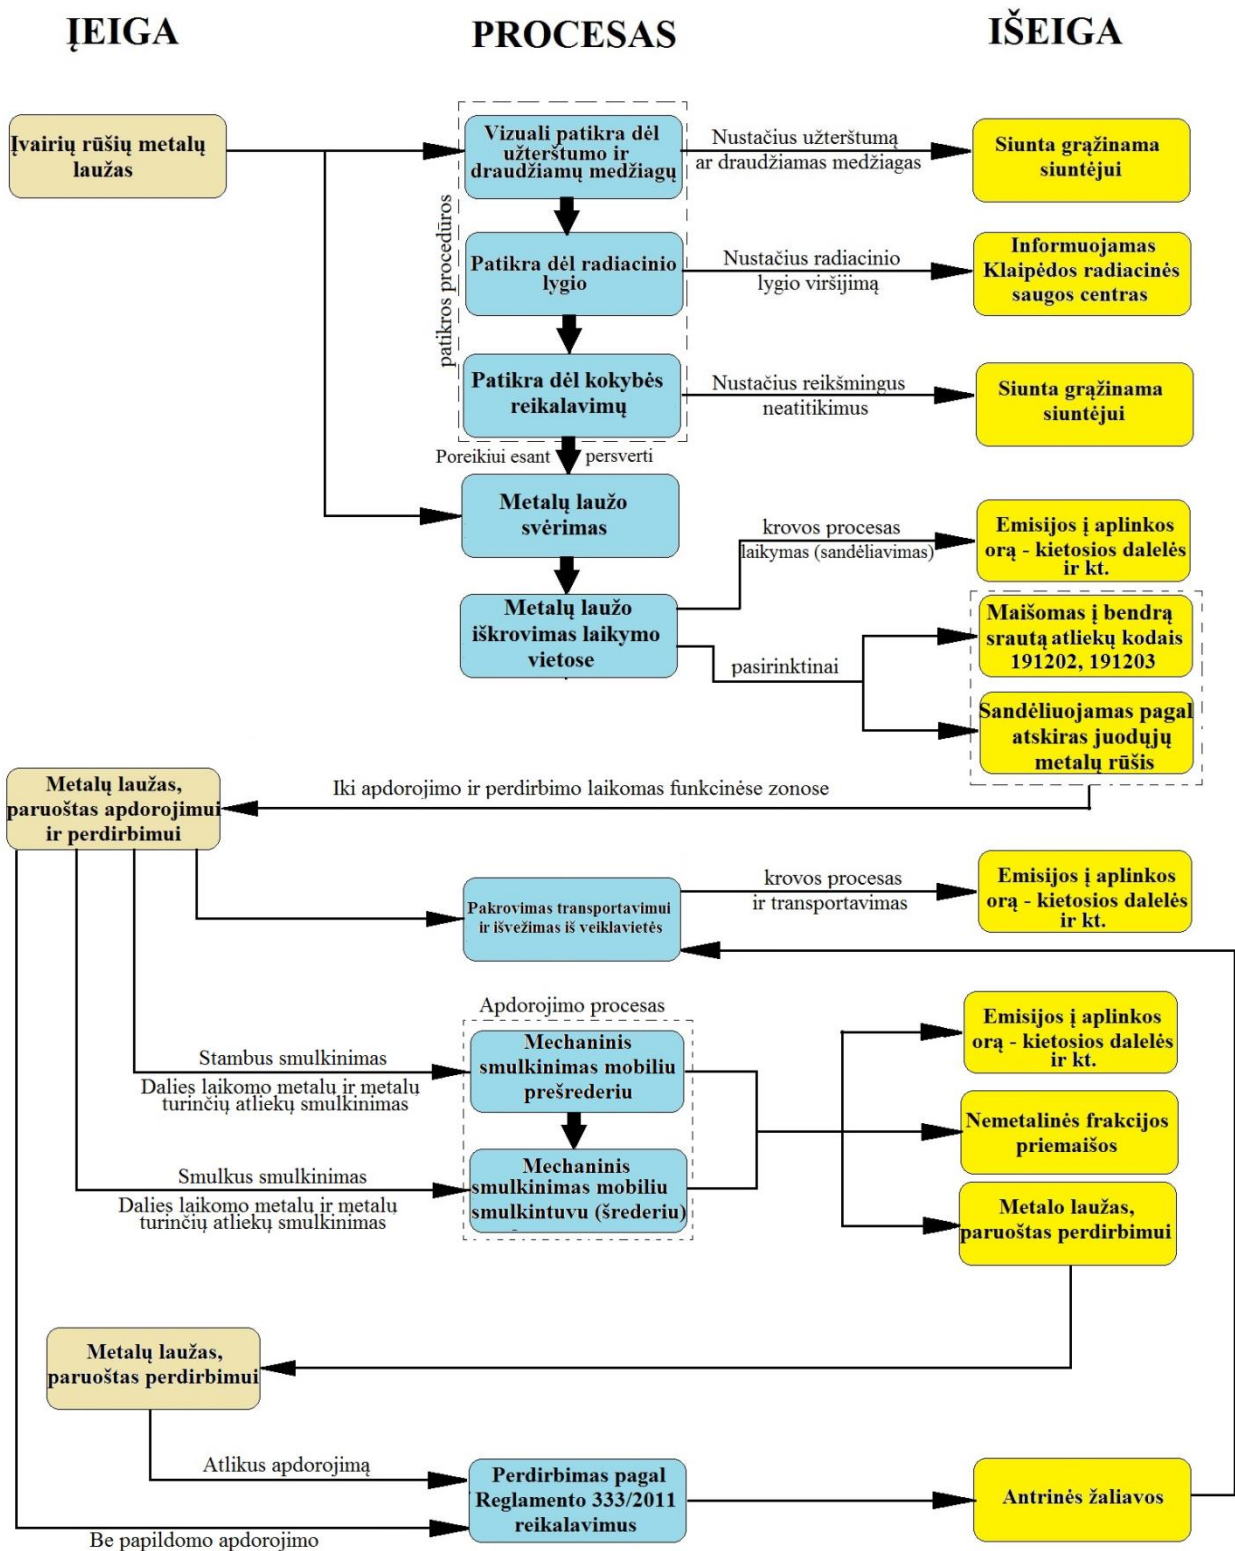 ĮEIGA
PROCESAS
IŠEIGA
Įvairių rūšių metalų
laužas
patikros procedūros
Vizuali patikra dėl
užterštumo ir
draudžiamų medžiagų
Nustačius užterštumą
ar draudžiamas medžiagas
Siunta grąžinama
siuntėjui
Patikra dėl radiacinio
lygio
Nustačius radiacinio
lygio viršijimą
Informuojamas
Klaipėdos radiacinės
saugos centras
Patikra dėl kokybės
reikalavimų
Nustačius reikšmingus
neatitikimus
Siunta grąžinama
siuntėjui
Poreikiui esant persverti
Metalų laužo
svėrimas
krovos procesas
laikymas (sandėliavimas)
Emisijos į aplinkos
orą - kietosios dalelės
ir kt.
Metalų laužo
iškrovimas laikymo
vietose
pasirinktinai
Maišomas į bendrą
srautą atliekų kodais
191202, 191203
Sandėliuojamas pagal
atskiras juodųjų
metalų rūšis
Iki apdorojimo ir perdirbimo laikomas funkcinėse zonose
Metalų laužas,
paruoštas apdorojimui
ir perdirbimui
Pakrovimas transportavimui
ir išvežimas iš veiklavietės
krovos procesas
ir transportavimas
Emisijos į aplinkos
orą - kietosios dalelės
ir kt.
Apdorojimo procesas
Stambus smulkinimas
Dalies laikomo metalu ir metalu
turinčių atliekų smulkinimas
Mechaninis
smulkinimas mobiliu
prešrederiu
Emisijos į aplinkos
orą - kietosios dalelės
ir kt.
Nemetalinės frakcijos
priemaišos
Smulkus smulkinimas
Dalies laikomo metalu ir metalu
turinčių atliekų smulkinimas
Mechaninis
smulkinimas mobiliu
smulkintuvu (šrederiu)
Metalo laužas,
paruoštas perdirbimui
Metalų laužas,
paruoštas perdirbimui
Atlikus apdorojimą
Perdirbimas pagal
Reglamento 333/2011
reikalavimus
Antrinės žaliavos
Be papildomo apdorojimo